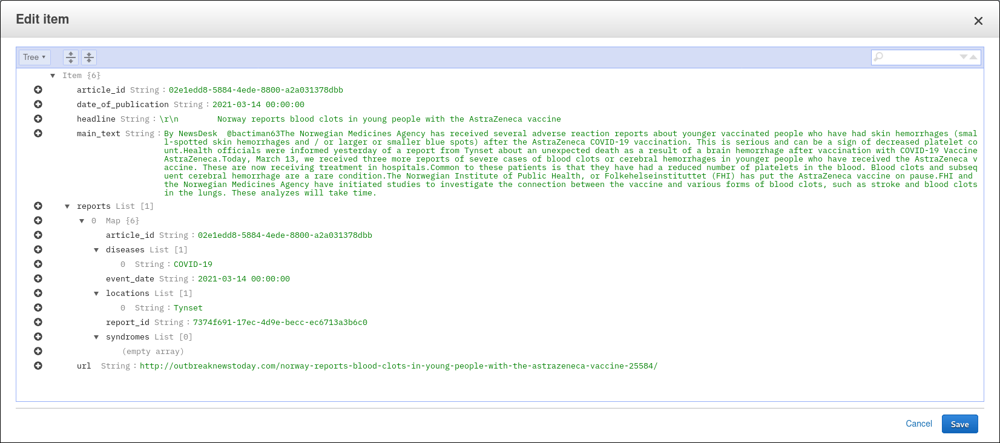 Edit item
Tree
Item {6}
article_id String : 02e1edd8-5884-4ede-8800-a2a031378dbb
date_of_publication String : 2021-03-14 00:00:00
headline String : \r\n        Norway reports blood clots in young people with the AstraZeneca vaccine
main_text String : By NewsDesk  @bactiman63The Norwegian Medicines Agency has received several adverse reaction reports about younger vaccinated people who have had skin hemorrhages (smal
l-spotted skin hemorrhages and / or larger or smaller blue spots) after the AstraZeneca COVID-19 vaccination. This is serious and can be a sign of decreased platelet co
unt.Health officials were informed yesterday of a report from Tynset about an unexpected death as a result of a brain hemorrhage after vaccination with COVID-19 Vaccine
AstraZeneca.Today, March 13, we received three more reports of severe cases of blood clots or cerebral hemorrhages in younger people who have received the AstraZeneca v
accine. These are now receiving treatment in hospitals.Common to these patients is that they have had a reduced number of platelets in the blood. Blood clots and subseq
uent cerebral hemorrhage are a rare condition.The Norwegian Institute of Public Health, or Folkehelseinstituttet (FHI) has put the AstraZeneca vaccine on pause.FHI and
the Norwegian Medicines Agency have initiated studies to investigate the connection between the vaccine and various forms of blood clots, such as stroke and blood clots
in the lungs. These analyzes will take time.
reports List [1]
0 Map {6}
article_id String : 02e1edd8-5884-4ede-8800-a2a031378dbb
diseases List [1]
0 String : COVID-19
event_date String : 2021-03-14 00:00:00
locations List [1]
0 String : Tynset
report_id String : 7374f691-17ec-4d9e-becc-ec6713a3b6c0
syndromes List [0]
(empty array)
url String : http://outbreaknewstoday.com/norway-reports-blood-clots-in-young-people-with-the-astrazeneca-vaccine-25584/
Cancel Save